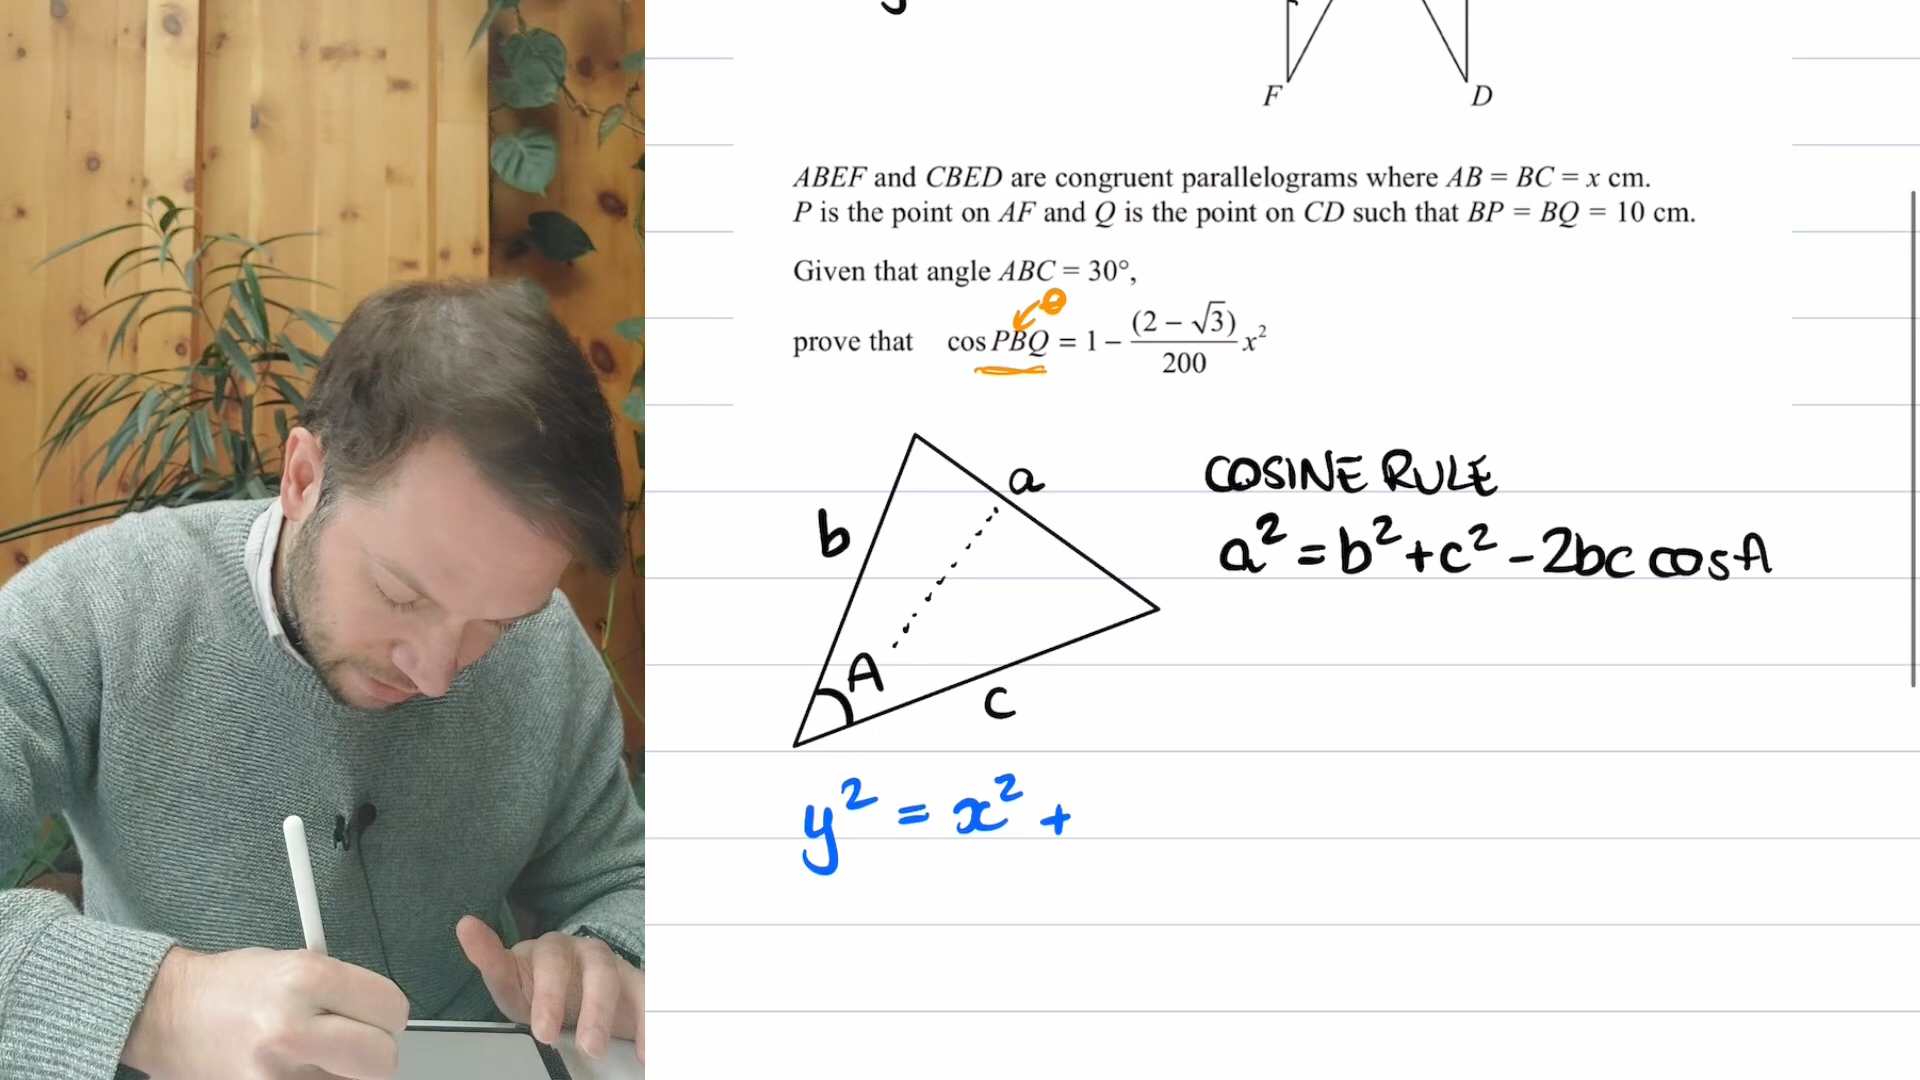 F D
ABEF and CBED are congruent parallelograms where AB = BC = x cm.
P is the point on AF and Q is the point on CD such that BP = BQ = 10 cm.
Given that angle ABC = 30°,
θ
prove that cos PBQ = 1 − (2 − √3)/200 x²
COSINE RULE
a² = b² + c² − 2bc cosA
a
b
A
c
y² = x² +